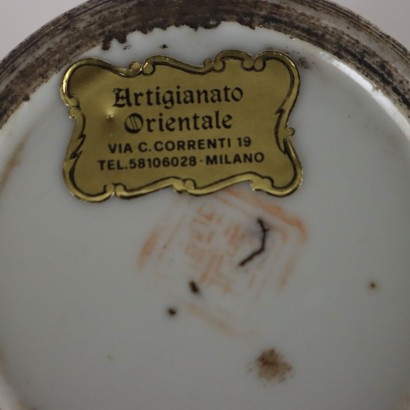 Artigianato
Orientale
VIA C. CORRENTI 19
TEL. 58106028 - MILANO